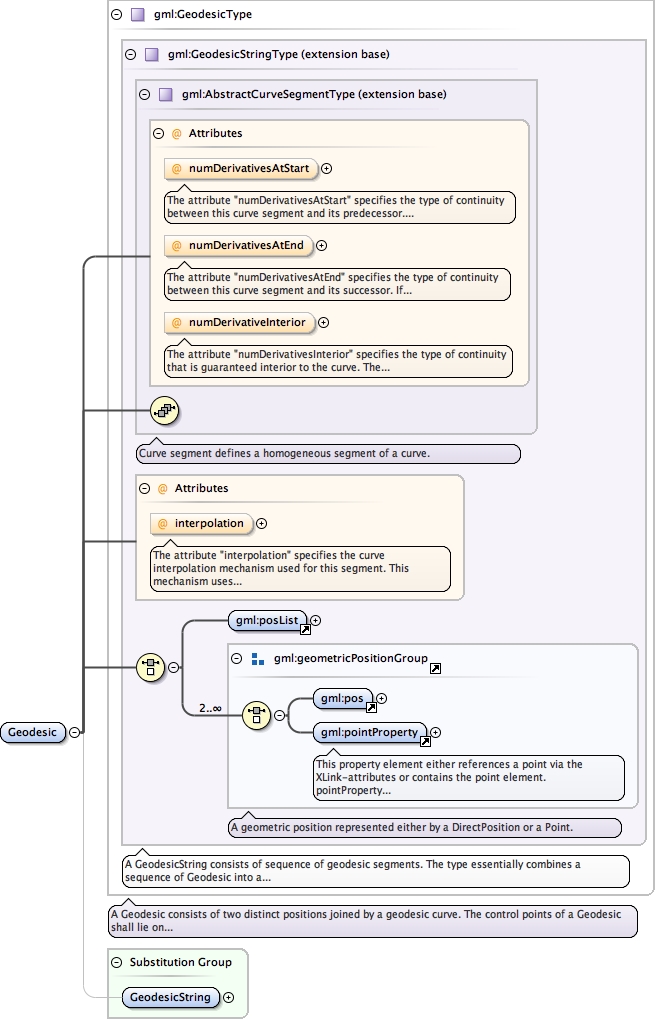 gml:GeodesicType
gml:GeodesicStringType (extension base)
gml:AbstractCurveSegmentType (extension base)
@ Attributes
@ numDerivativesAtStart
The attribute "numDerivativesAtStart" specifies the type of continuity
between this curve segment and its predecessor....
@ numDerivativesAtEnd
The attribute "numDerivativesAtEnd" specifies the type of continuity
between this curve segment and its successor. If...
@ numDerivativeInterior
The attribute "numDerivativesInterior" specifies the type of continuity
that is guaranteed interior to the curve. The...
Curve segment defines a homogeneous segment of a curve.
@ Attributes
@ interpolation
The attribute "interpolation" specifies the curve
interpolation mechanism used for this segment. This
mechanism uses...
gml:posList
gml:geometricPositionGroup
2..∞
gml:pos
gml:pointProperty
Geodesic
This property element either references a point via the
XLink-attributes or contains the point element.
pointProperty...
A geometric position represented either by a DirectPosition or a Point.
A GeodesicString consists of sequence of geodesic segments. The type essentially combines a
sequence of Geodesic into a...
A Geodesic consists of two distinct positions joined by a geodesic curve. The control points of a Geodesic
shall lie on...
Substitution Group
GeodesicString